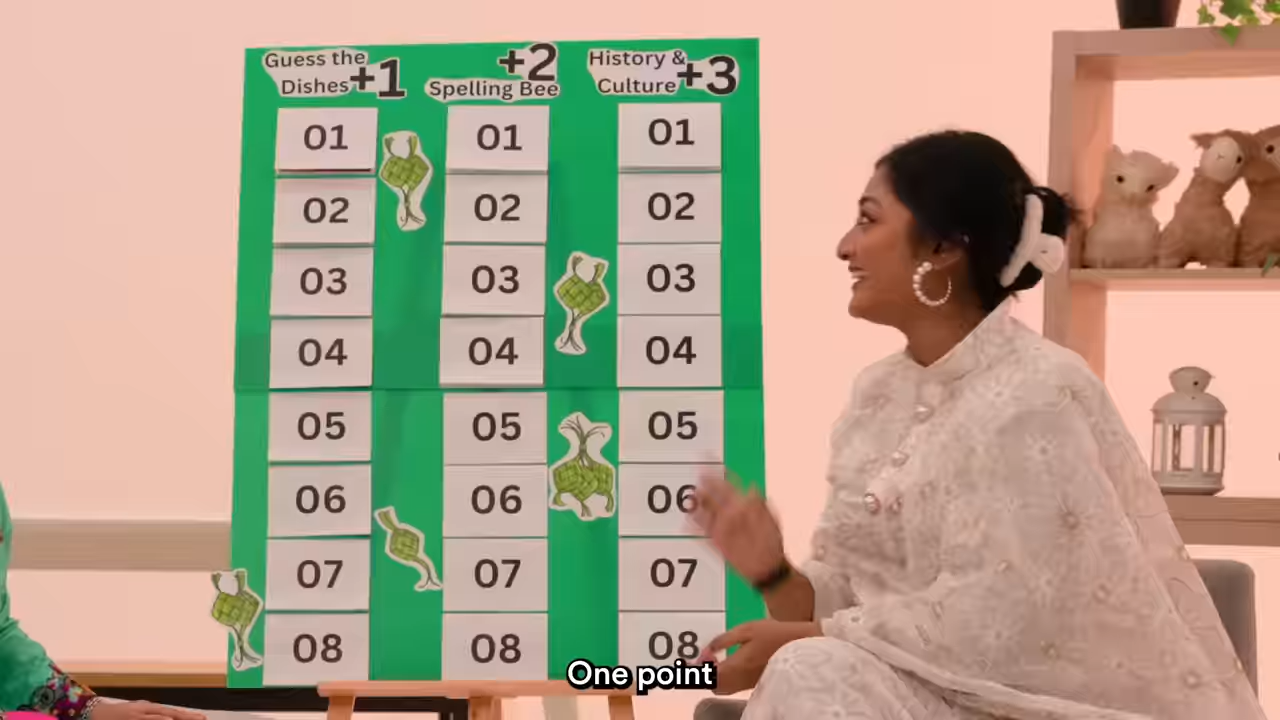 Guess the
Dishes +1
+2
Spelling Bee
History &
Culture +3
01 01 01
02 02 02
03 03 03
04 04 04
05 05 05
06 06 06
07 07 07
08 08 08
One point